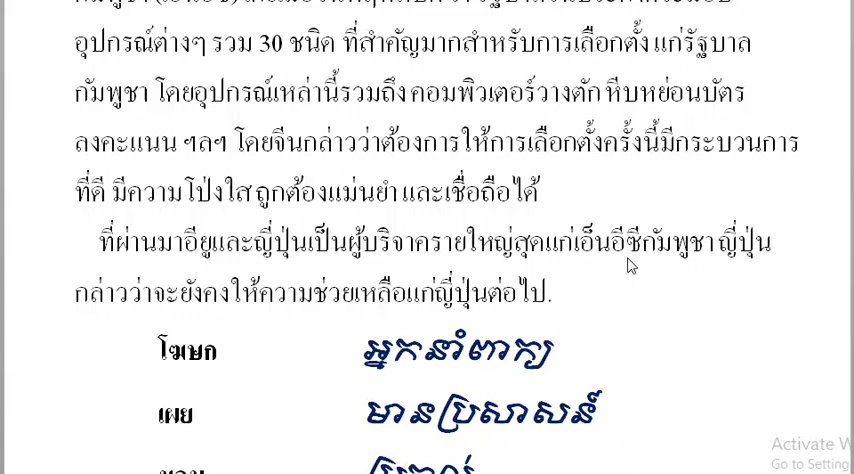 อุปกรณ์ต่างๆ รวม 30 ชนิด ที่สำคัญมากสำหรับการเลือกตั้ง แก่รัฐบาล
กัมพูชา โดยอุปกรณ์เหล่านี้รวมถึง คอมพิวเตอร์วางตัก หีบหย่อนบัตร
ลงคะแนน ฯลฯ โดยจีนกล่าวว่าต้องการให้การเลือกตั้งครั้งนี้มีกระบวนการ
ที่ดี มีความโปงใส ถูกต้องแม่นยำ และเชื่อถือได้
ที่ผ่านมาอียูและญี่ปุ่นเป็นผู้บริจาครายใหญ่สุดแก่เอ็นอีซีกัมพูชา ญี่ปุ่น
กล่าวว่าจะยังคงให้ความช่วยเหลือแก่ญี่ปุ่นต่อไป.
โฆษก អ្នកនាំពាក្យ
เผย មានប្រសាសន៍
Activate W
Go to Setting